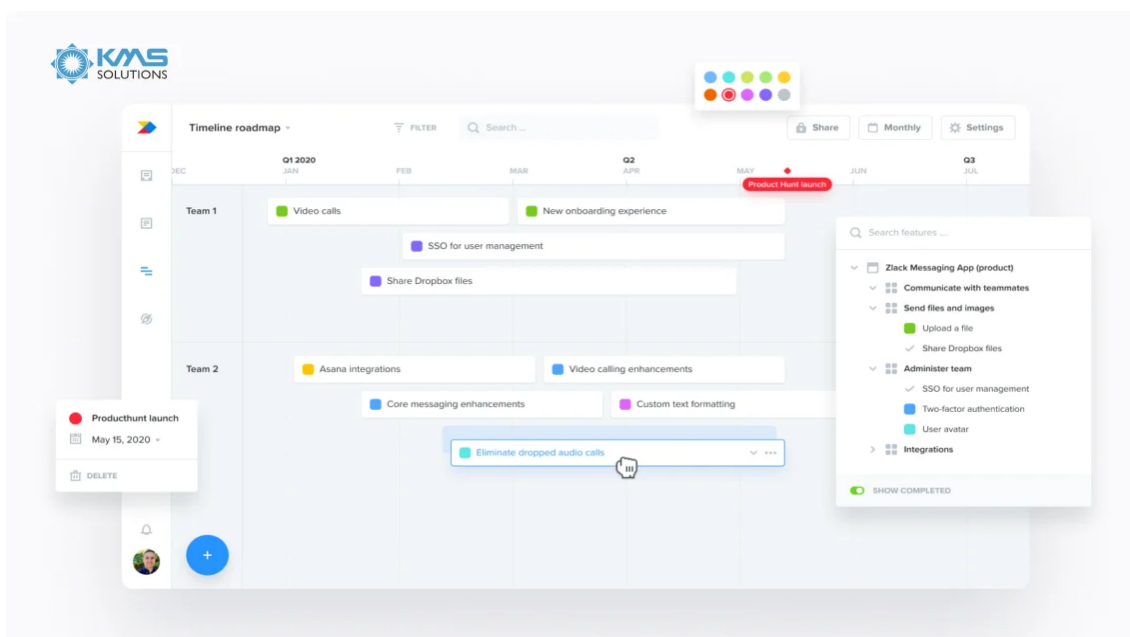 KMS
SOLUTIONS
Timeline roadmap
FILTER
Search ...
Share
Monthly
Settings
Q1 2020
Q2
Q3
DEC
JAN
FEB
MAR
APR
MAY
JUN
JUL
Product Hunt launch
Team 1
Video calls
New onboarding experience
SSO for user management
Share Dropbox files
Team 2
Asana integrations
Video calling enhancements
Core messaging enhancements
Custom text formatting
Eliminate dropped audio calls
Producthunt launch
May 15, 2020
DELETE
+
Search features ...
Zlack Messaging App (product)
Communicate with teammates
Send files and images
Upload a file
Share Dropbox files
Administer team
SSO for user management
Two-factor authentication
User avatar
Integrations
SHOW COMPLETED